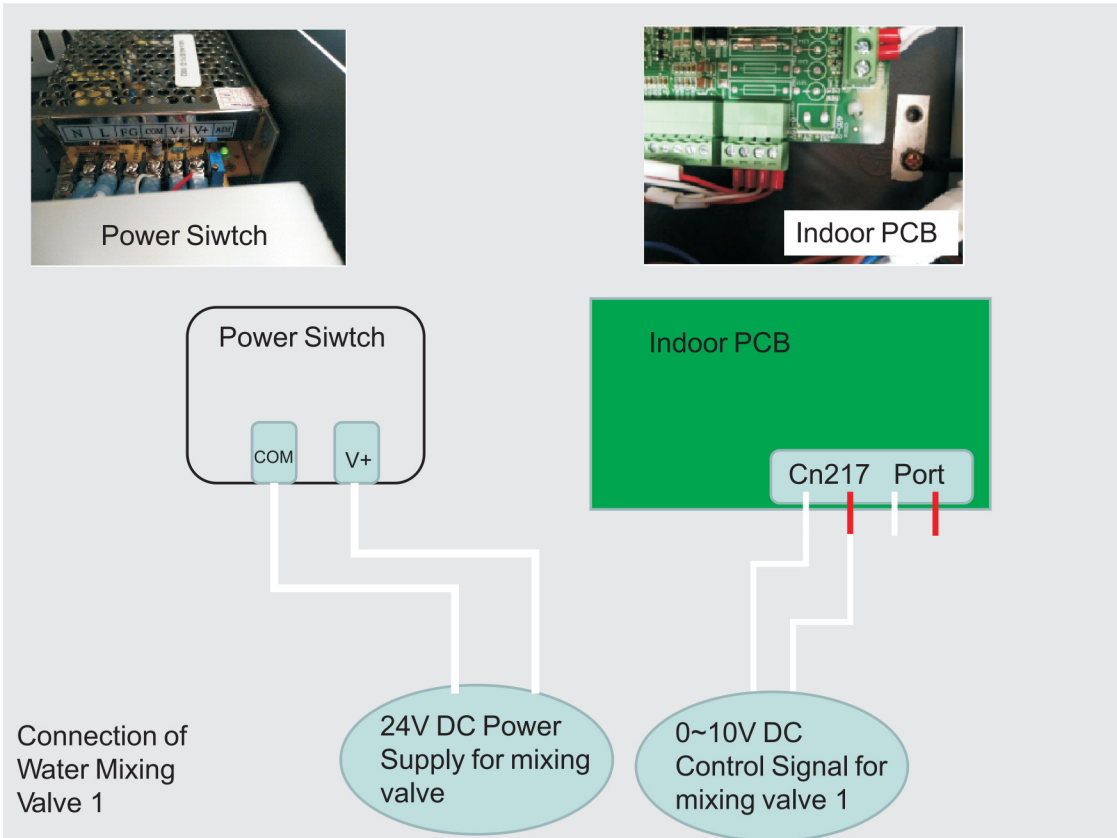 N L FG COM V+ V+ ADJ
Power Siwtch
Indoor PCB
Power Siwtch
COM
V+
Indoor PCB
Cn217 Port
24V DC Power
Supply for mixing
valve
0~10V DC
Control Signal for
mixing valve 1
Connection of
Water Mixing
Valve 1